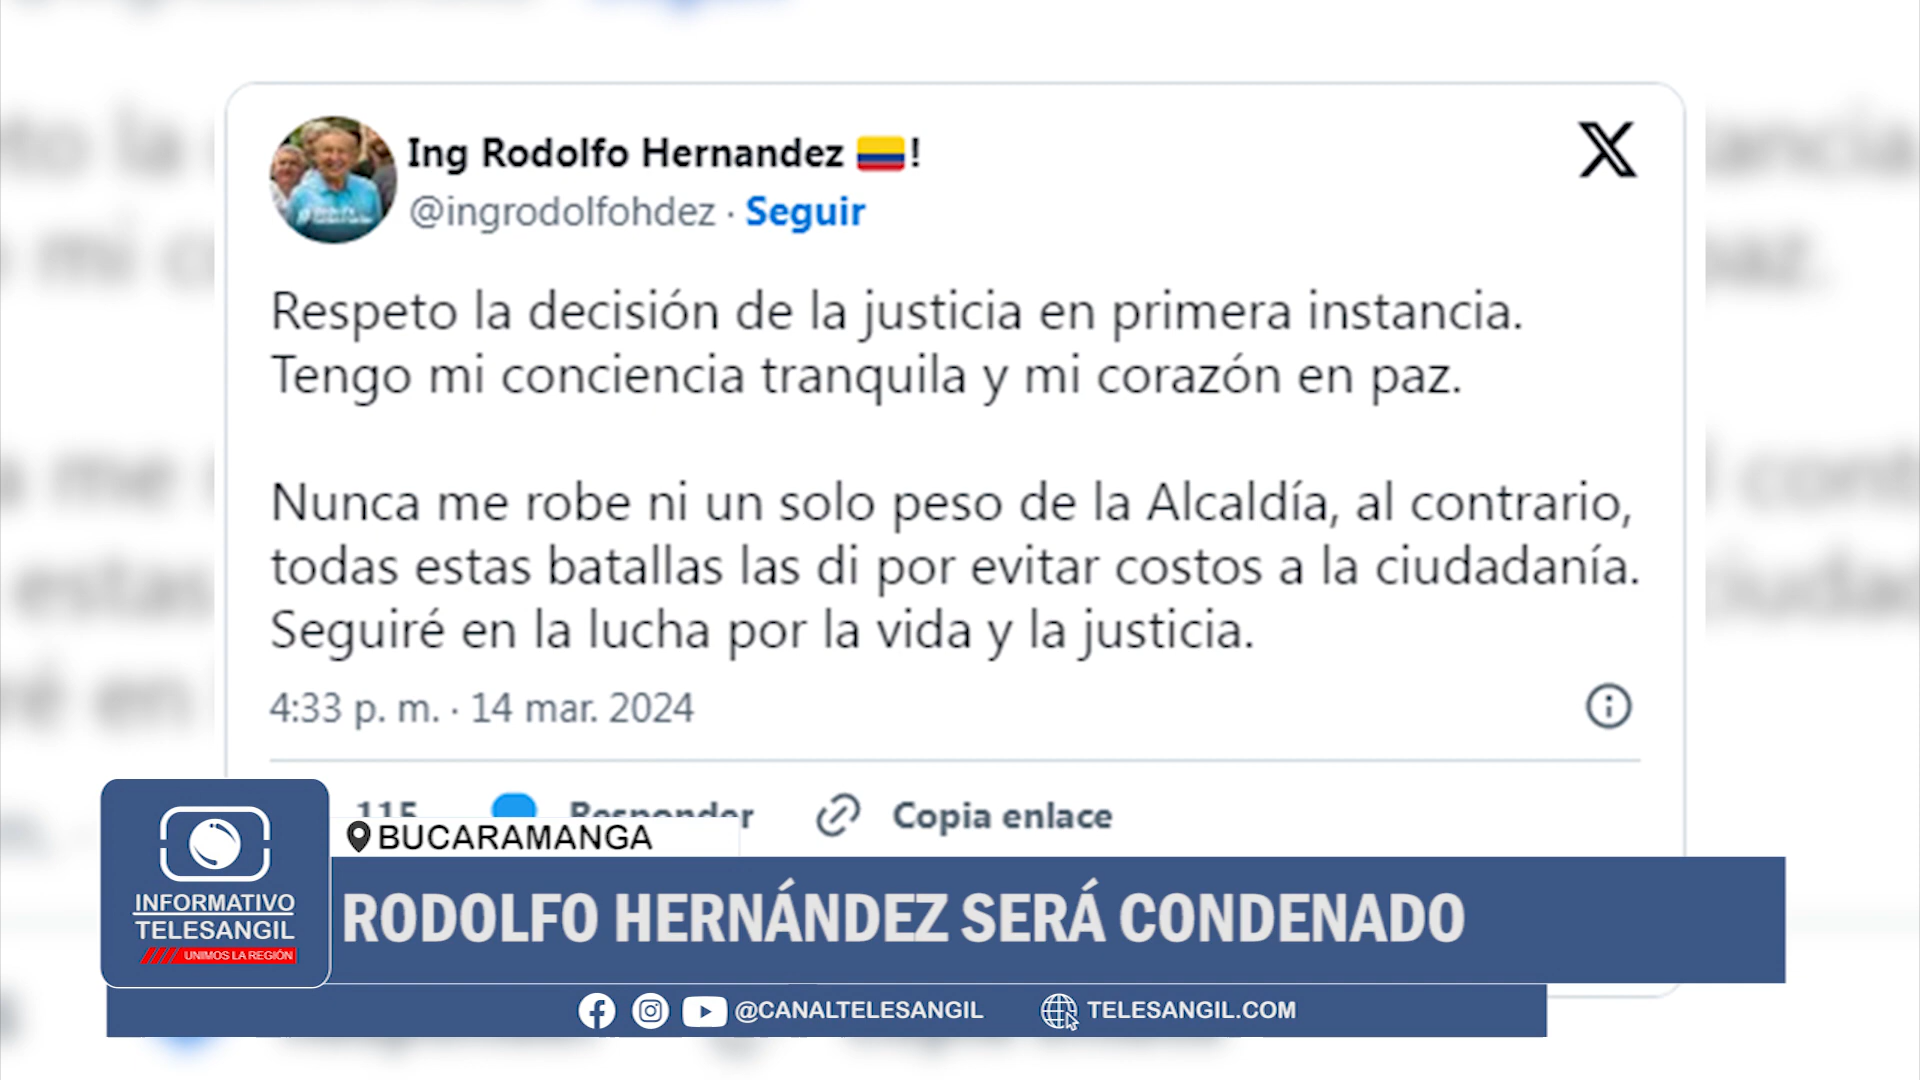 Ing Rodolfo Hernandez 🇨🇴!
@ingrodolfohdez · Seguir
Respeto la decisión de la justicia en primera instancia.
Tengo mi conciencia tranquila y mi corazón en paz.
Nunca me robe ni un solo peso de la Alcaldía, al contrario,
todas estas batallas las di por evitar costos a la ciudadanía.
Seguiré en la lucha por la vida y la justicia.
4:33 p. m. · 14 mar. 2024
115 Responder Copia enlace
BUCARAMANGA
INFORMATIVO
TELESANGIL
UNIMOS LA REGIÓN
RODOLFO HERNÁNDEZ SERÁ CONDENADO
@CANALTELESANGIL TELESANGIL.COM